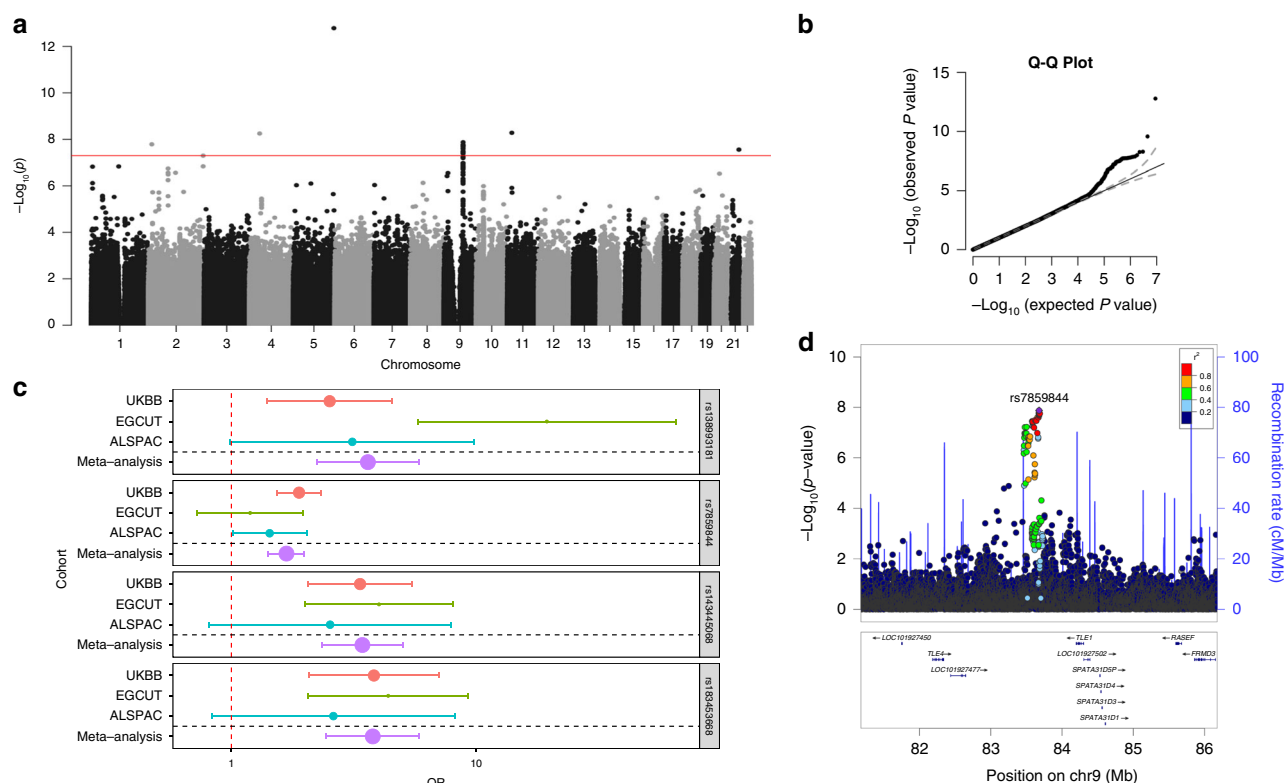 a
12
10
8
6
4
2
0
–Log10(p)
1 2 3 4 5 6 7 8 9 10 11 12 13 15 17 19 21
Chromosome
b
Q-Q Plot
15
10
5
0
–Log10 (observed P value)
0 1 2 3 4 5 6 7
–Log10 (expected P value)
c
Cohort
UKBB
EGCUT
ALSPAC
Meta–analysis
rs138993181
UKBB
EGCUT
ALSPAC
Meta–analysis
rs7859844
UKBB
EGCUT
ALSPAC
Meta–analysis
rs143445068
UKBB
EGCUT
ALSPAC
Meta–analysis
rs183453668
1 10
OR
d
10
8
6
4
2
0
–Log10(p–value)
rs7859844
r2
0.8
0.6
0.4
0.2
100
80
60
40
20
0
Recombination rate (cM/Mb)
LOC101927450 TLE1 RASEF
TLE4 LOC101927502 FRMD3
LOC101927477 SPATA31D5P
SPATA31D4
SPATA31D3
SPATA31D1
82 83 84 85 86
Position on chr9 (Mb)